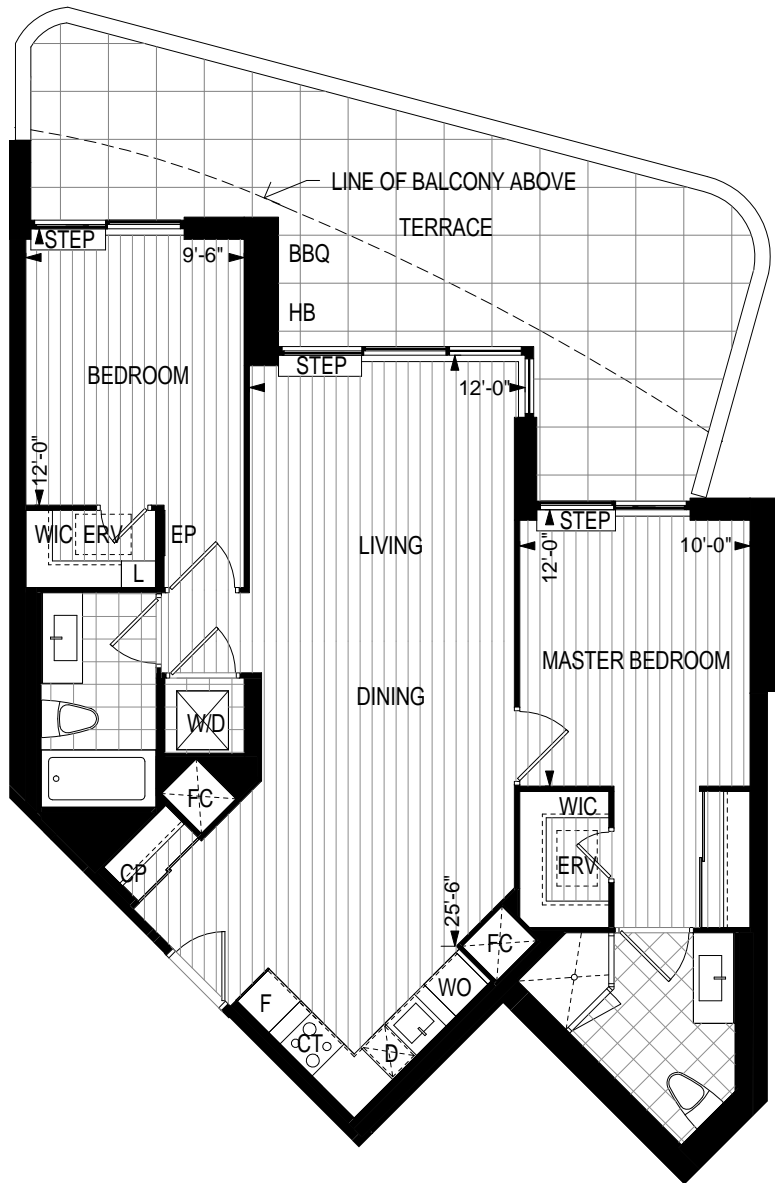 LINE OF BALCONY ABOVE
TERRACE
STEP
9'-6"
BBQ
HB
BEDROOM
STEP
12'-0"
12'-0"
WIC
ERV
EP
L
LIVING
STEP
12'-0"
10'-0"
MASTER BEDROOM
DINING
W/D
FC
CP
WIC
ERV
25'-6"
FC
WO
F
CT
D